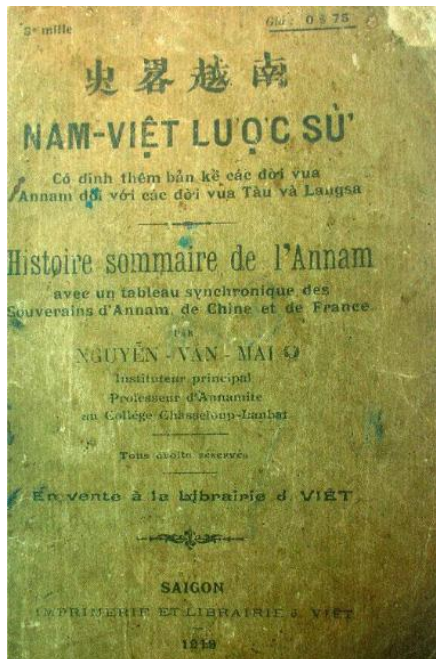 3e mille
Giá : 0 $ 75
史畧越南
NAM-VIỆT LƯỢC SỬ
Có đính thêm bản kê các đời vua
Annam đối với các đời vua Tàu và Langsa
Histoire sommaire de l'Annam
avec un tableau synchronique des
Souverains d'Annam, de Chine et de France
PAR
NGUYỄN - VĂN - MAI
Instituteur principal
Professeur d'Annamite
au Collège Chasseloup-Laubat
Tous droits réservés
En vente à la Librairie J. VIẾT
SAIGON
IMPRIMERIE ET LIBRAIRIE J. VIẾT
1919